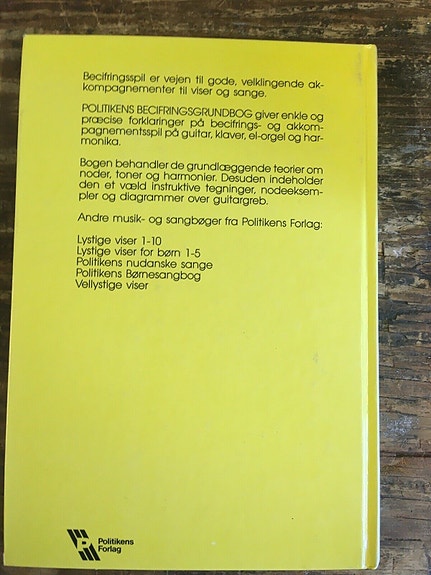 Becifringsspil er vejen til gode, velklingende ak-
kompagnementer til viser og sange.
POLITIKENS BECIFRINGSGRUNDBOG giver enkle og
præcise forklaringer på becifrings- og akkom-
pagnementsspil på guitar, klaver, el-orgel og har-
monika.
Bogen behandler de grundlæggende teorier om
noder, toner og harmonier. Desuden indeholder
den et væld instruktive tegninger, nodeeksem-
pler og diagrammer over guitargreb.
Andre musik- og sangbøger fra Politikens Forlag:
Lystige viser 1-10
Lystige viser for børn 1-5
Politikens nudanske sange
Politikens Børnesangbog
Vellystige viser
Politikens
Forlag